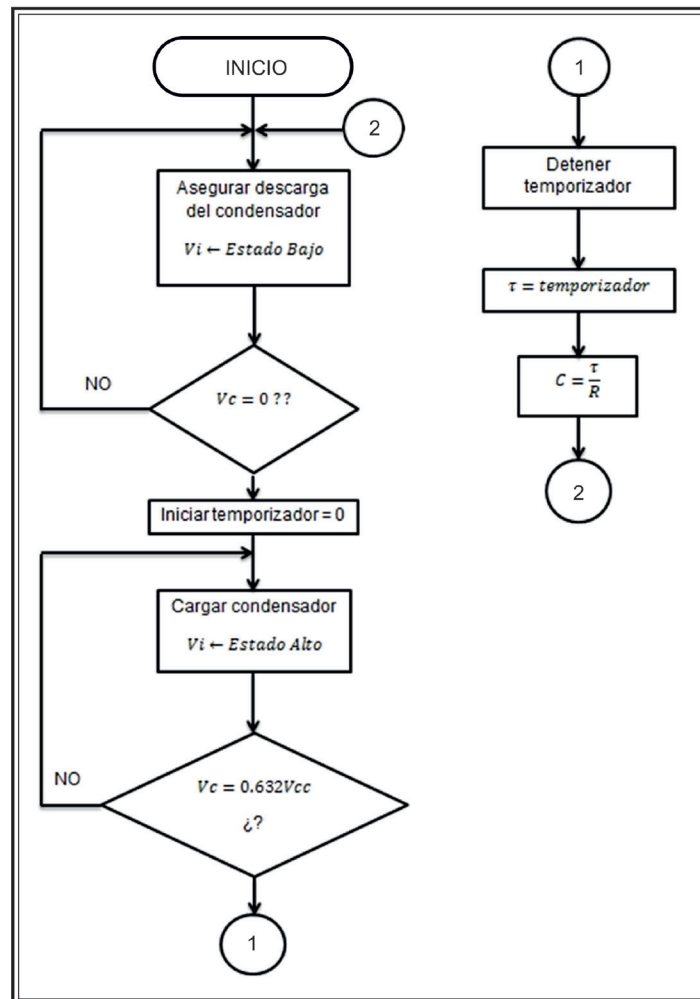 INICIO
2
Asegurar descarga
del condensador
Vi ← Estado Bajo
NO
Vc = 0 ??
Iniciar temporizador = 0
Cargar condensador
Vi ← Estado Alto
NO
Vc = 0.632Vcc
¿?
1
1
Detener
temporizador
τ = temporizador
C = τ/R
2